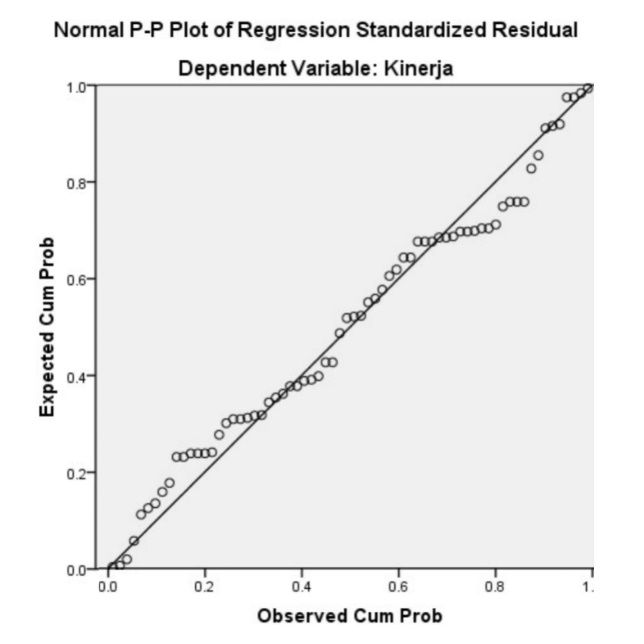 Normal P-P Plot of Regression Standardized Residual
Dependent Variable: Kinerja
1.0
0.8
0.6
0.4
0.2
0.0
Expected Cum Prob
0.0 0.2 0.4 0.6 0.8 1.
Observed Cum Prob